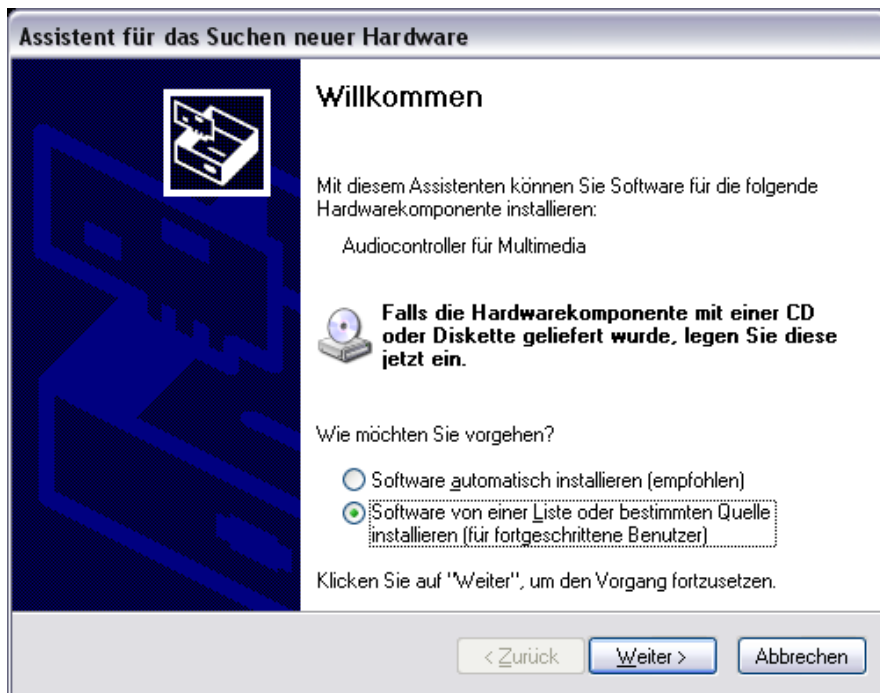 Assistent für das Suchen neuer Hardware
Willkommen
Mit diesem Assistenten können Sie Software für die folgende
Hardwarekomponente installieren:
Audiocontroller für Multimedia
Falls die Hardwarekomponente mit einer CD
oder Diskette geliefert wurde, legen Sie diese
jetzt ein.
Wie möchten Sie vorgehen?
Software automatisch installieren (empfohlen)
Software von einer Liste oder bestimmten Quelle
installieren (für fortgeschrittene Benutzer)
Klicken Sie auf "Weiter", um den Vorgang fortzusetzen.
< Zurück Weiter > Abbrechen